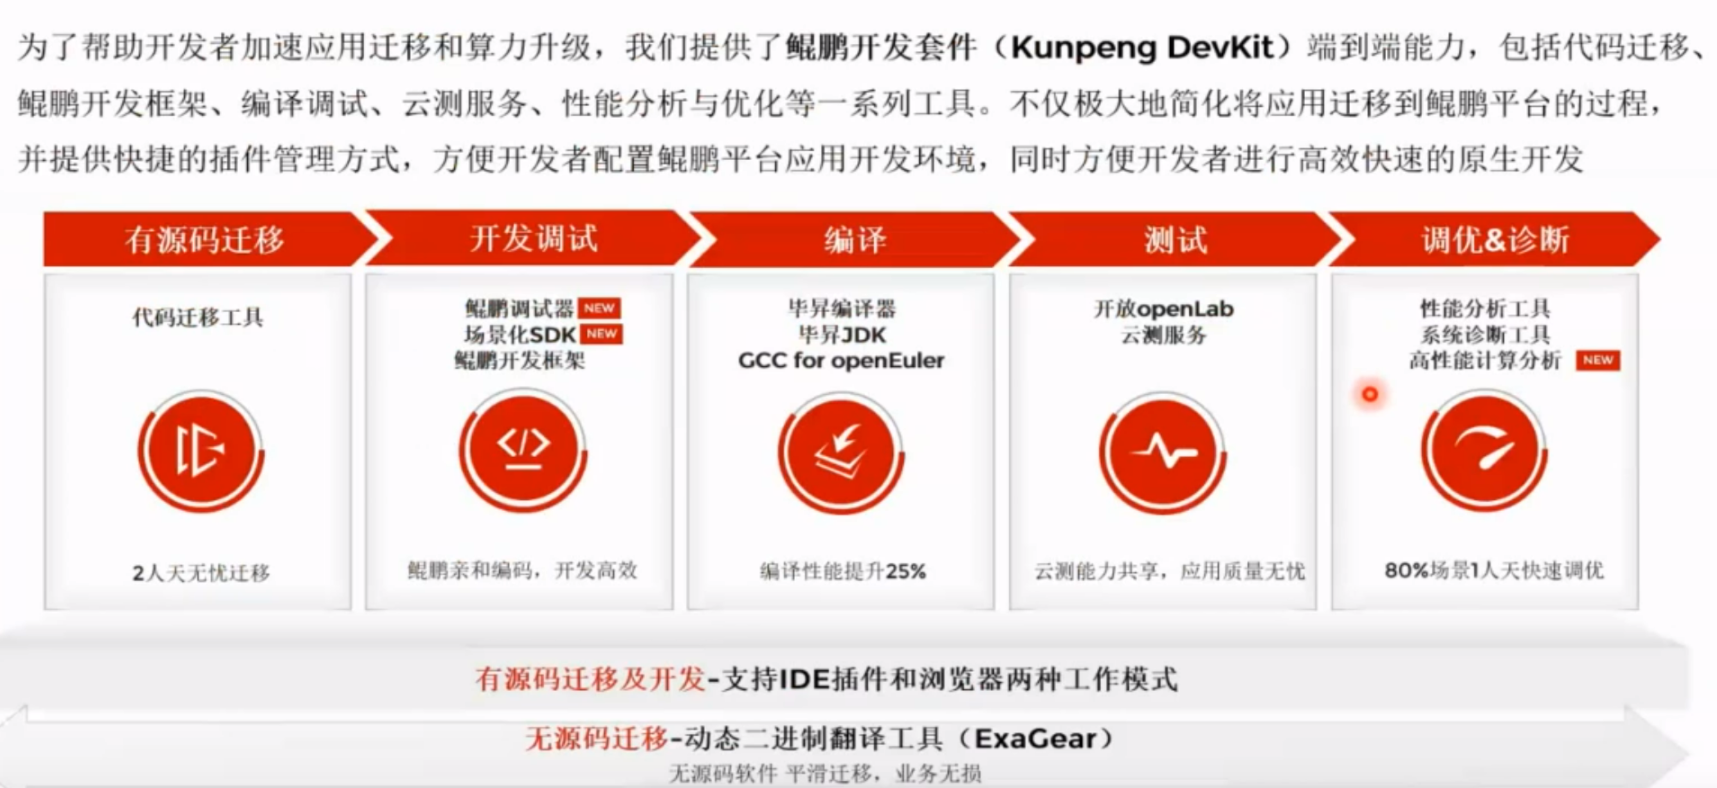 为了帮助开发者加速应用迁移和算力升级，我们提供了鲲鹏开发套件（Kunpeng DevKit）端到端能力，包括代码迁移、
鲲鹏开发框架、编译调试、云测服务、性能分析与优化等一系列工具。不仅极大地简化将应用迁移到鲲鹏平台的过程，
并提供快捷的插件管理方式，方便开发者配置鲲鹏平台应用开发环境，同时方便开发者进行高效快速的原生开发
有源码迁移
代码迁移工具
2人天无忧迁移
开发调试
鲲鹏调试器 NEW
场景化SDK NEW
鲲鹏开发框架
鲲鹏亲和编码，开发高效
编译
毕昇编译器
毕昇JDK
GCC for openEuler
编译性能提升25%
测试
开放openLab
云测服务
云测能力共享，应用质量无忧
调优&诊断
性能分析工具
系统诊断工具
高性能计算分析 NEW
80%场景1人天快速调优
有源码迁移及开发-支持IDE插件和浏览器两种工作模式
无源码迁移-动态二进制翻译工具（ExaGear）
无源码软件 平滑迁移，业务无损